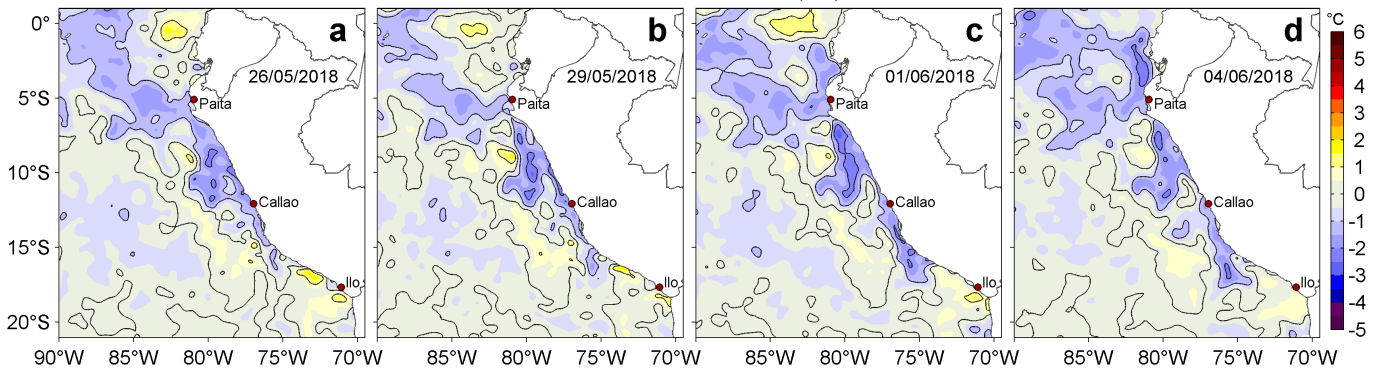 a
b
c
d
°C
26/05/2018
29/05/2018
01/06/2018
04/06/2018
0°
5°S
10°S
15°S
20°S
Paita
Callao
Ilo
Paita
Callao
Ilo
Paita
Callao
Ilo
Paita
Callao
Ilo
6
5
4
3
2
1
0
-1
-2
-3
-4
-5
90°W 85°W 80°W 75°W 70°W
85°W 80°W 75°W 70°W
85°W 80°W 75°W 70°W
85°W 80°W 75°W 70°W